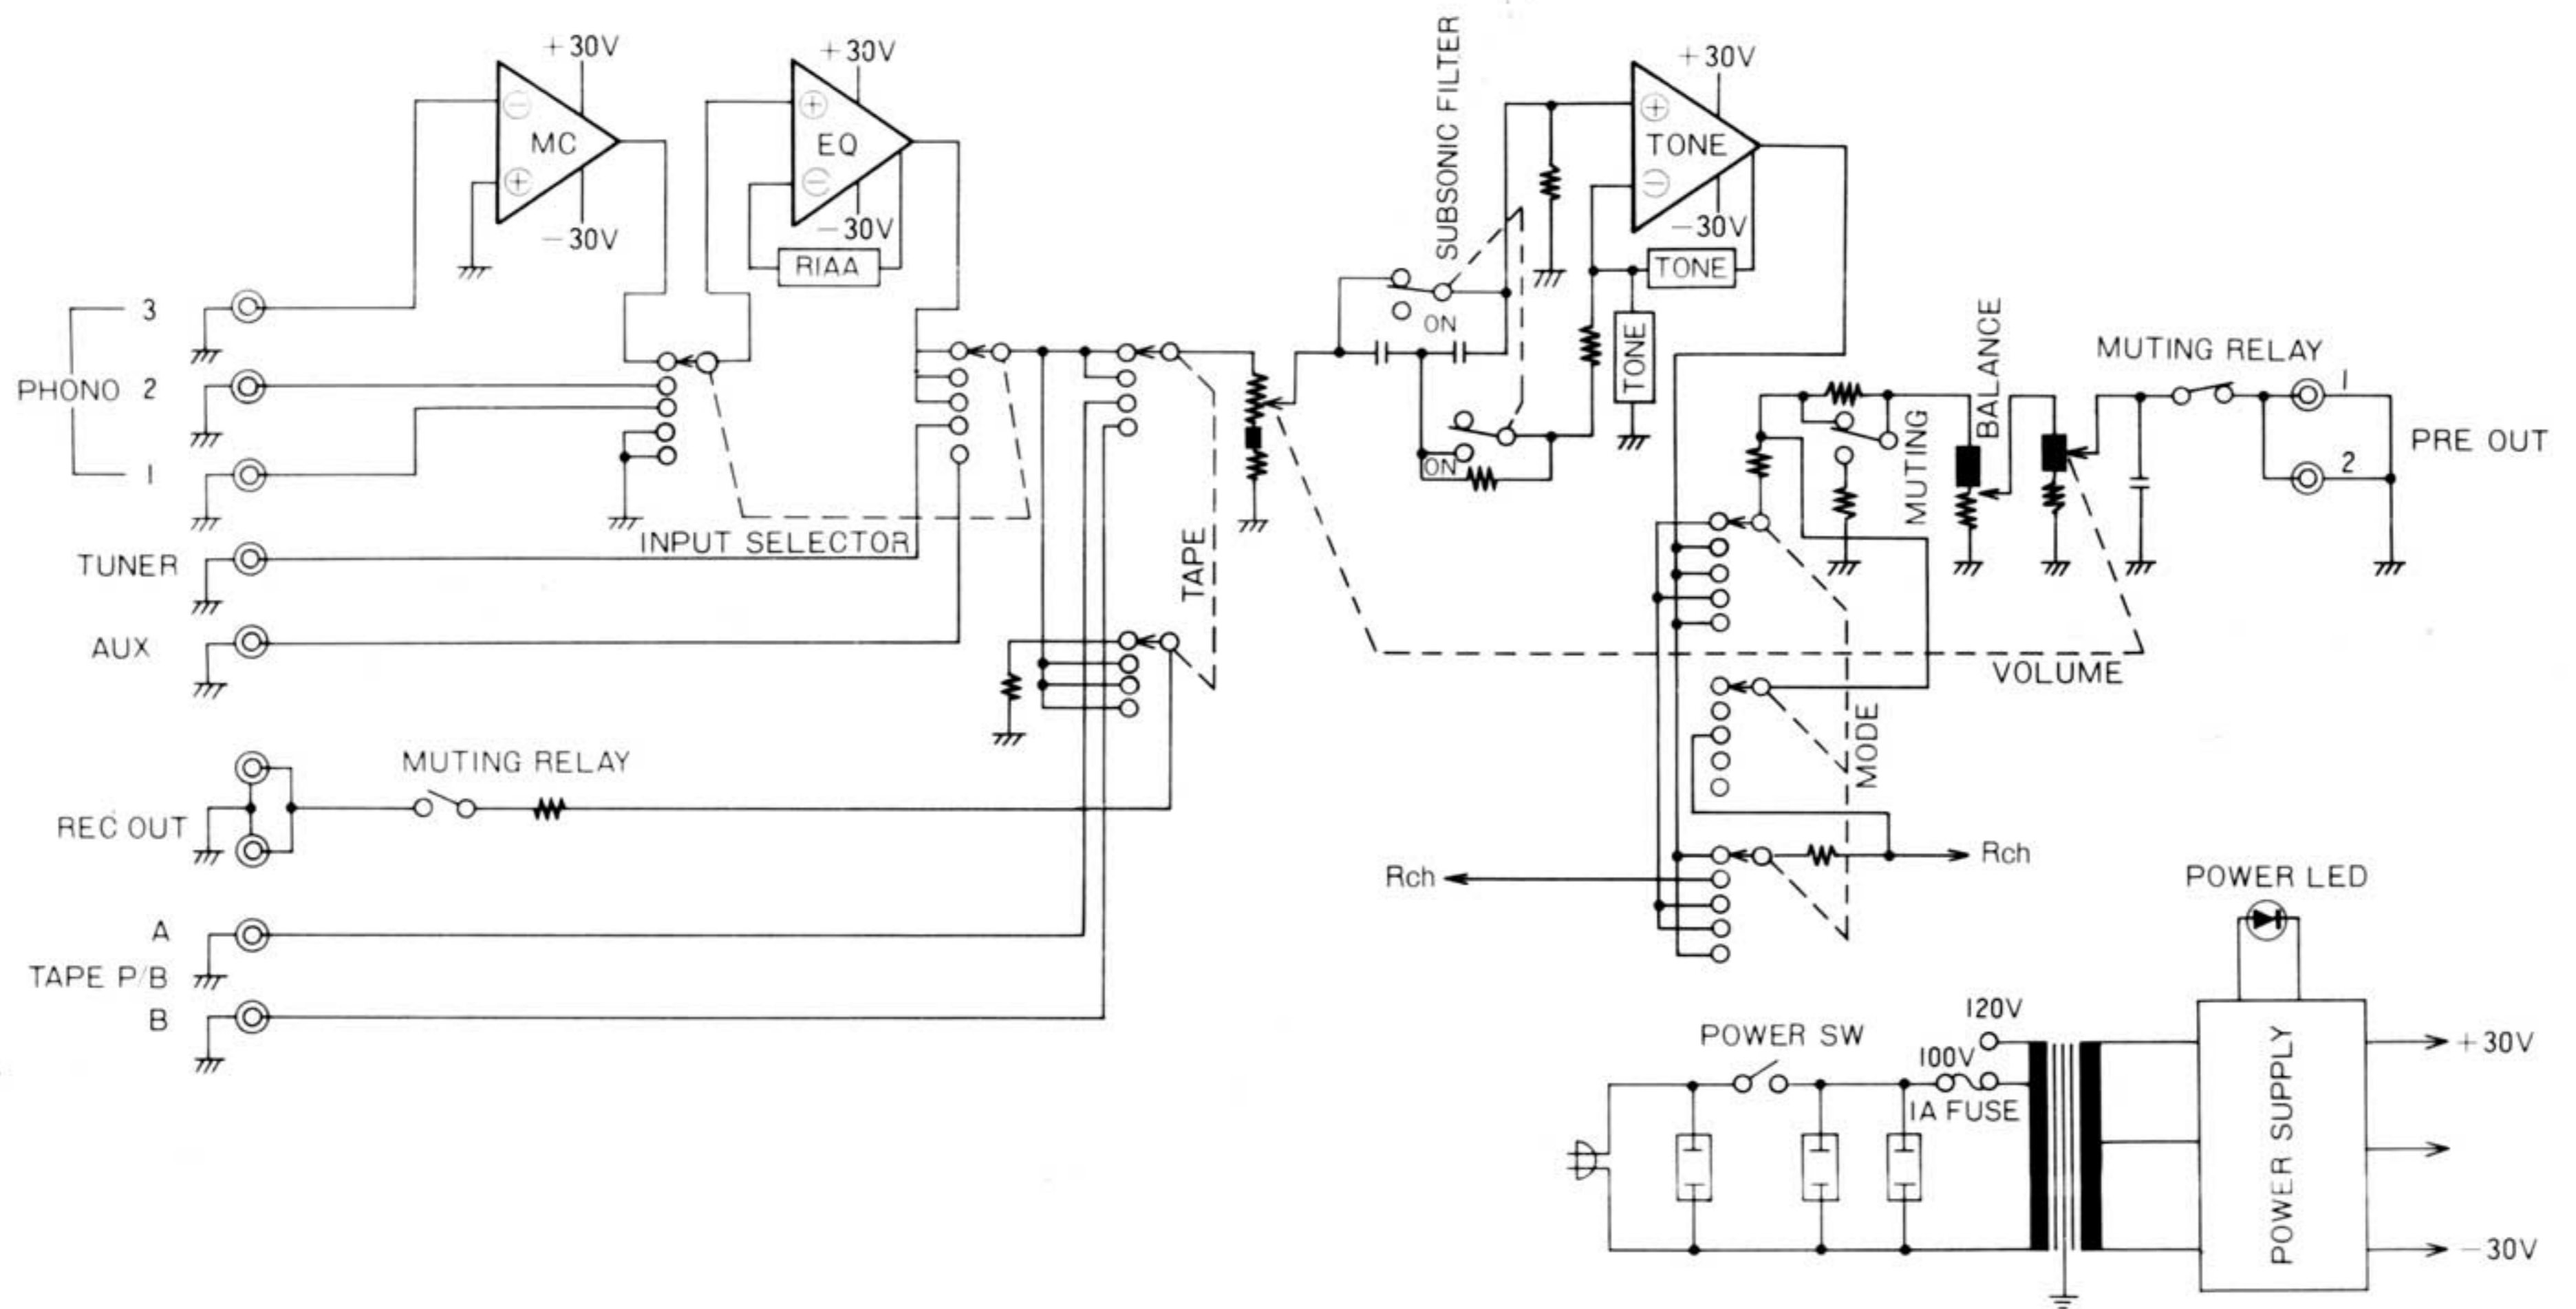 +30V
MC
−30V
+30V
EQ
−30V
RIAA
SUBSONIC FILTER
ON
ON
+30V
TONE
−30V
TONE
TONE
PHONO
3
2
1
INPUT SELECTOR
TUNER
AUX
TAPE
MUTING RELAY
REC OUT
A
TAPE P/B
B
MUTING
BALANCE
MUTING RELAY
1
2
PRE OUT
VOLUME
MODE
Rch
Rch
POWER LED
POWER SW
120V
100V
1A FUSE
POWER SUPPLY
+30V
−30V